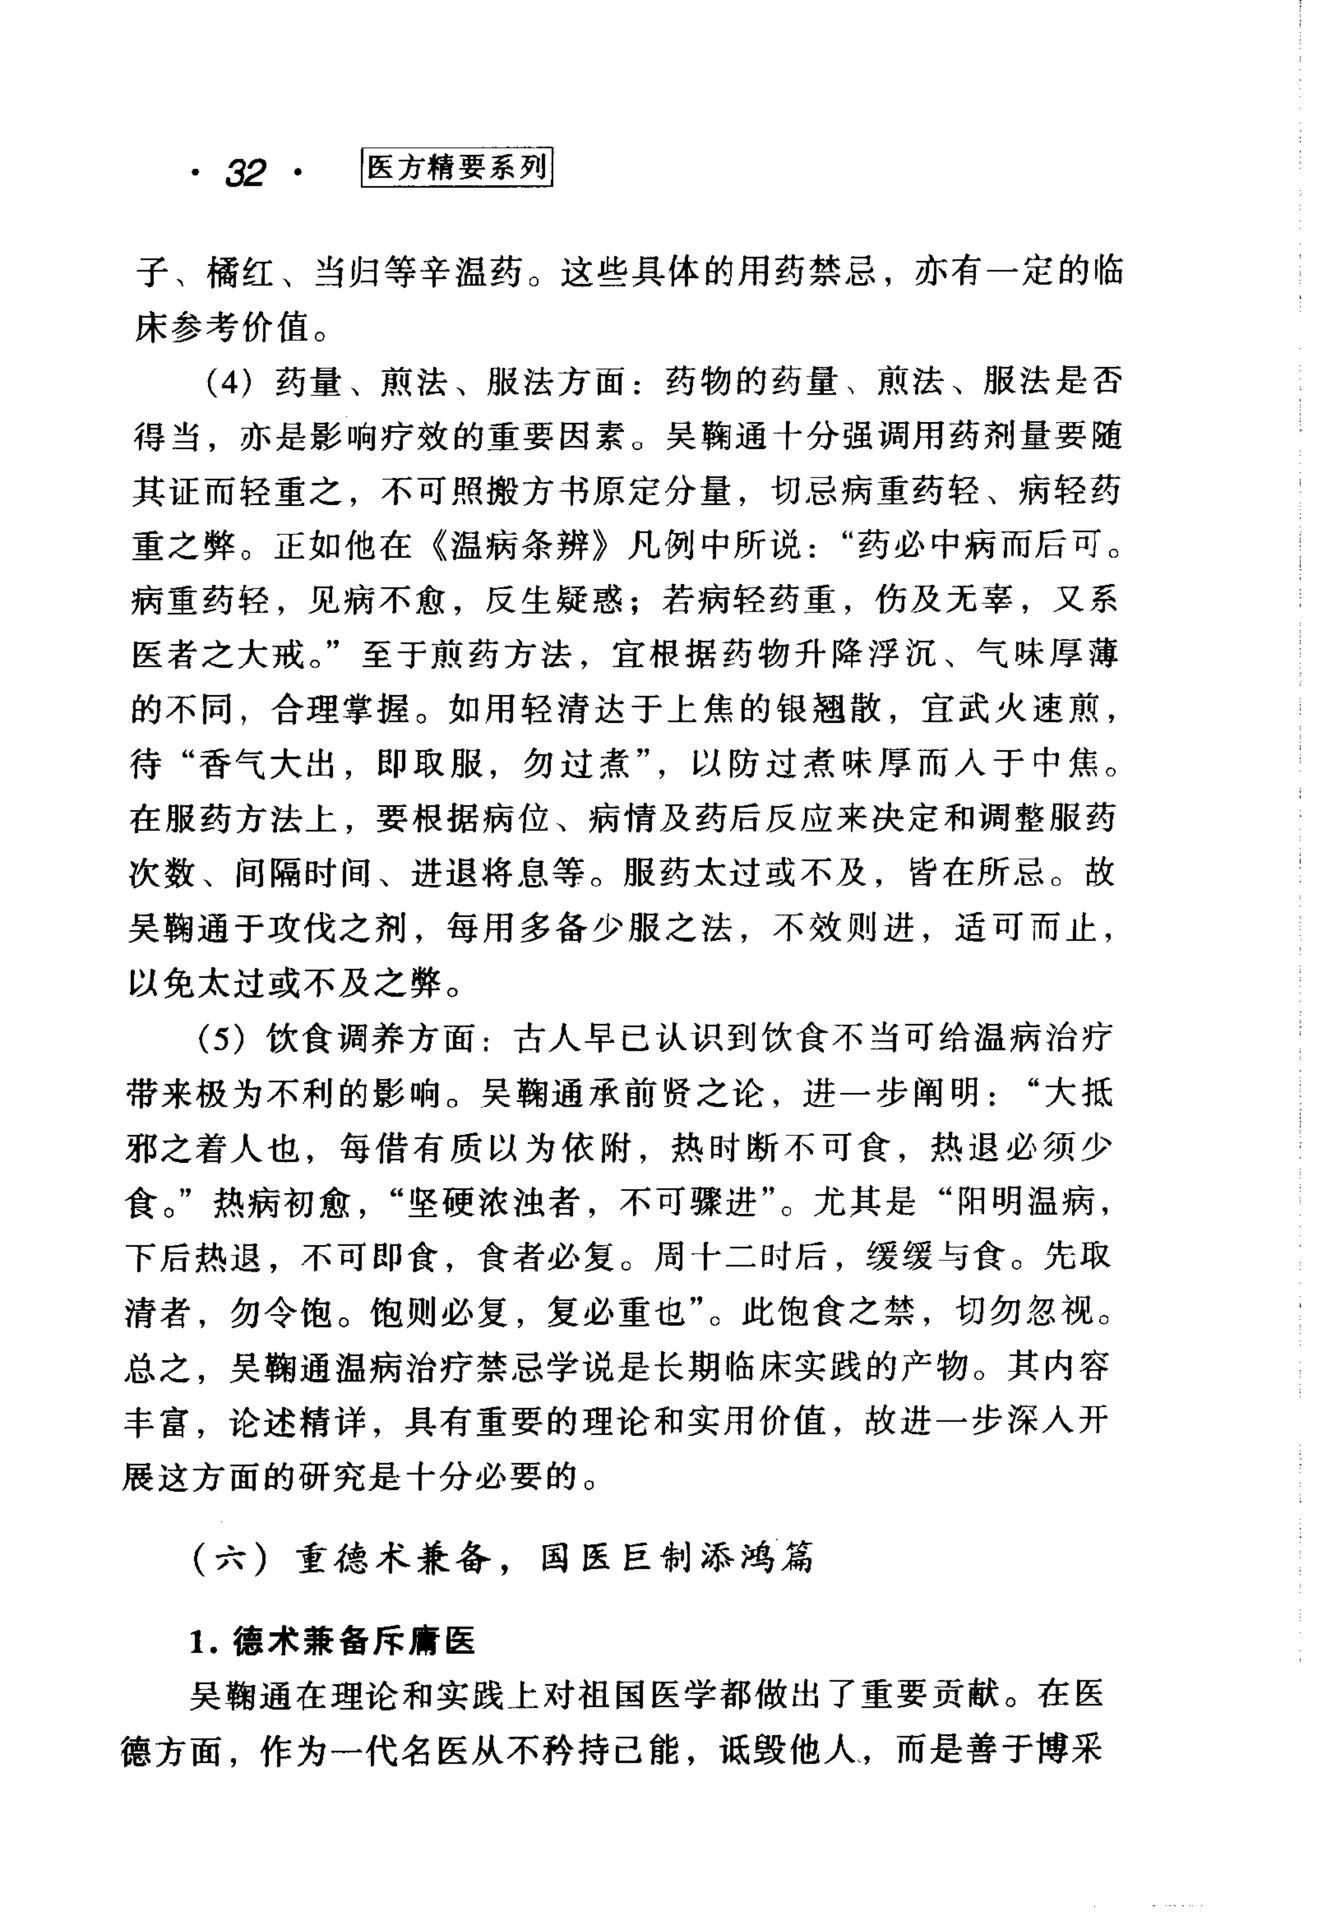 · 32 · 医方精要系列
子、橘红、当归等辛温药。这些具体的用药禁忌，亦有一定的临
床参考价值。
(4) 药量、煎法、服法方面：药物的药量、煎法、服法是否
得当，亦是影响疗效的重要因素。吴鞠通十分强调用药剂量要随
其证而轻重之，不可照搬方书原定分量，切忌病重药轻、病轻药
重之弊。正如他在《温病条辨》凡例中所说：“药必中病而后可。
病重药轻，见病不愈，反生疑惑；若病轻药重，伤及无辜，又系
医者之大戒。”至于煎药方法，宜根据药物升降浮沉、气味厚薄
的不同，合理掌握。如用轻清达于上焦的银翘散，宜武火速煎，
待“香气大出，即取服，勿过煮”，以防过煮味厚而入于中焦。
在服药方法上，要根据病位、病情及药后反应来决定和调整服药
次数、间隔时间、进退将息等。服药太过或不及，皆在所忌。故
吴鞠通于攻伐之剂，每用多备少服之法，不效则进，适可而止，
以免太过或不及之弊。
(5) 饮食调养方面：古人早已认识到饮食不当可给温病治疗
带来极为不利的影响。吴鞠通承前贤之论，进一步阐明：“大抵
邪之着人也，每借有质以为依附，热时断不可食，热退必须少
食。”热病初愈，“坚硬浓浊者，不可骤进”。尤其是“阳明温病，
下后热退，不可即食，食者必复。周十二时后，缓缓与食。先取
清者，勿令饱。饱则必复，复必重也”。此饱食之禁，切勿忽视。
总之，吴鞠通温病治疗禁忌学说是长期临床实践的产物。其内容
丰富，论述精详，具有重要的理论和实用价值，故进一步深入开
展这方面的研究是十分必要的。
(六) 重德术兼备，国医巨制添鸿篇
1. 德术兼备斥庸医
吴鞠通在理论和实践上对祖国医学都做出了重要贡献。在医
德方面，作为一代名医从不矜持己能，诋毁他人，而是善于博采